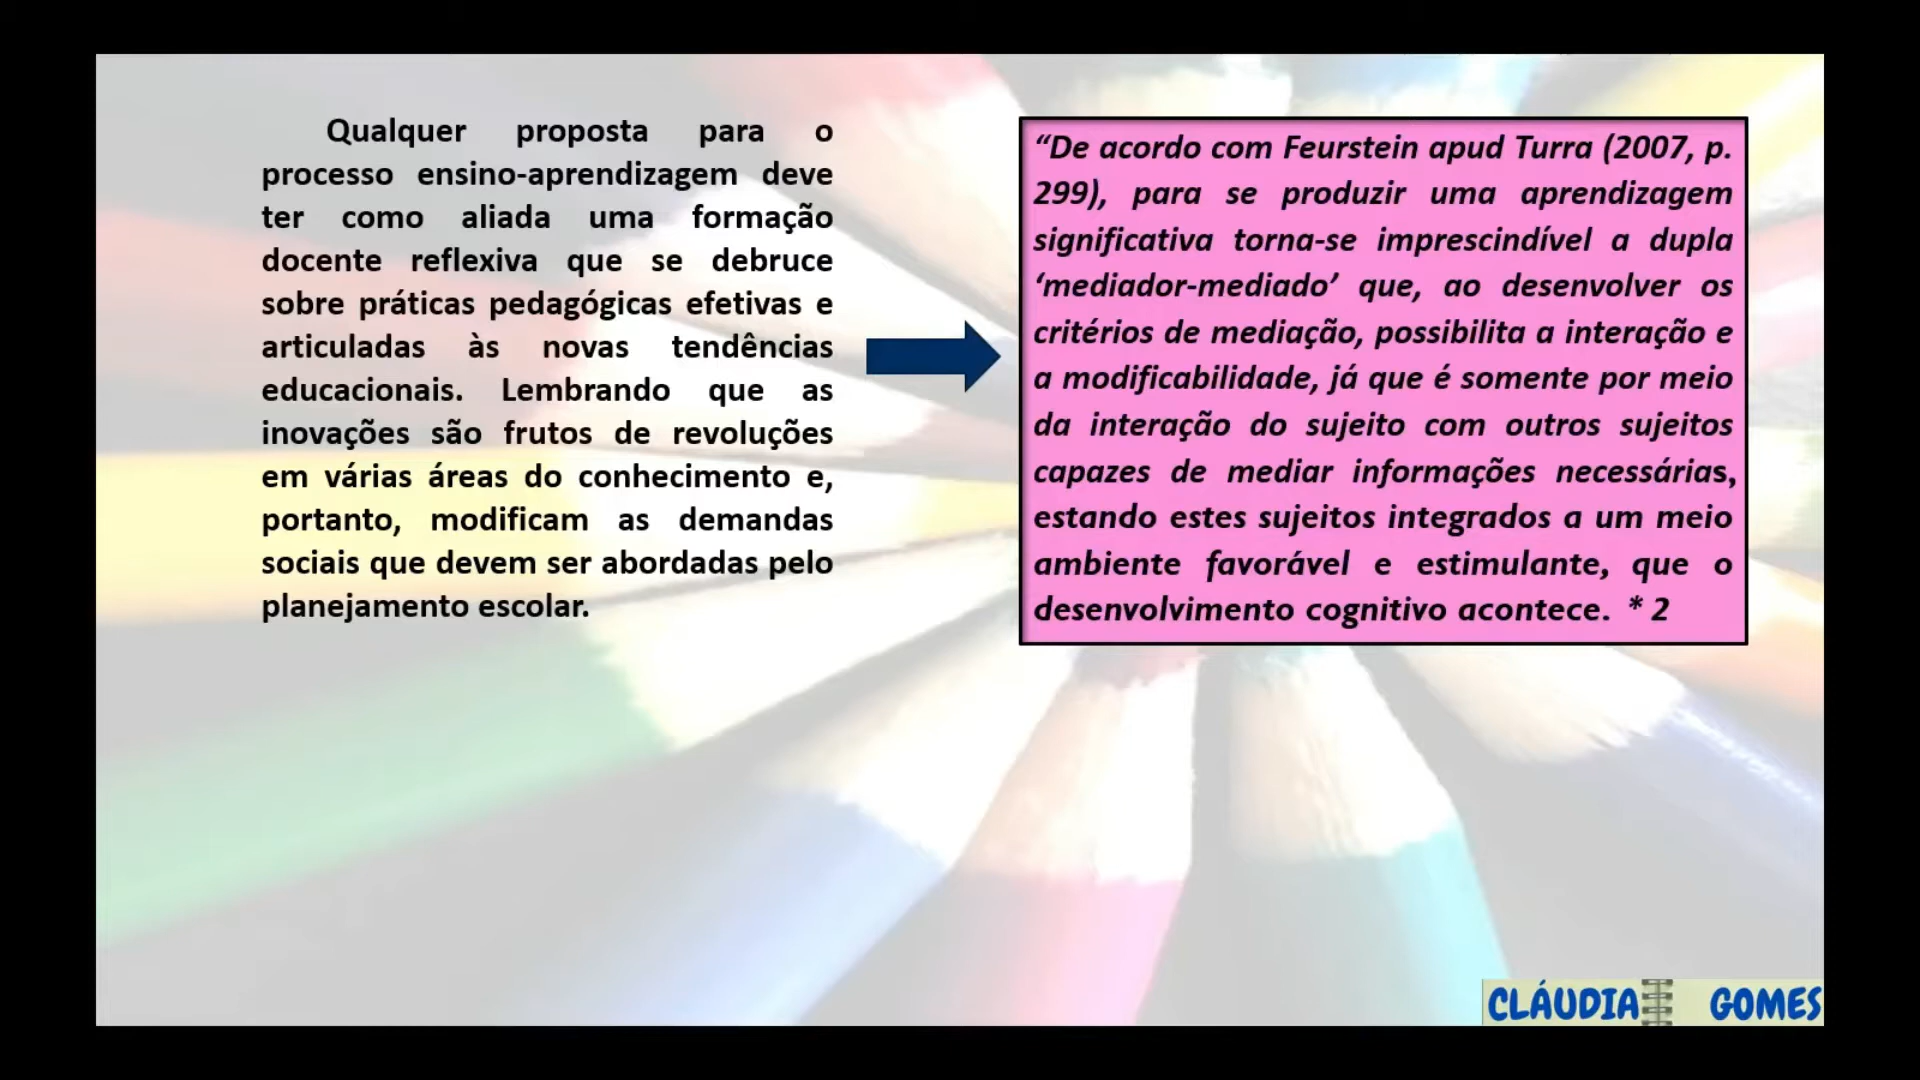 Qualquer proposta para o
processo ensino-aprendizagem deve
ter como aliada uma formação
docente reflexiva que se debruce
sobre práticas pedagógicas efetivas e
articuladas às novas tendências
educacionais. Lembrando que as
inovações são frutos de revoluções
em várias áreas do conhecimento e,
portanto, modificam as demandas
sociais que devem ser abordadas pelo
planejamento escolar.
“De acordo com Feurstein apud Turra (2007, p.
299), para se produzir uma aprendizagem
significativa torna-se imprescindível a dupla
‘mediador-mediado’ que, ao desenvolver os
critérios de mediação, possibilita a interação e
a modificabilidade, já que é somente por meio
da interação do sujeito com outros sujeitos
capazes de mediar informações necessárias,
estando estes sujeitos integrados a um meio
ambiente favorável e estimulante, que o
desenvolvimento cognitivo acontece. * 2
CLÁUDIA GOMES